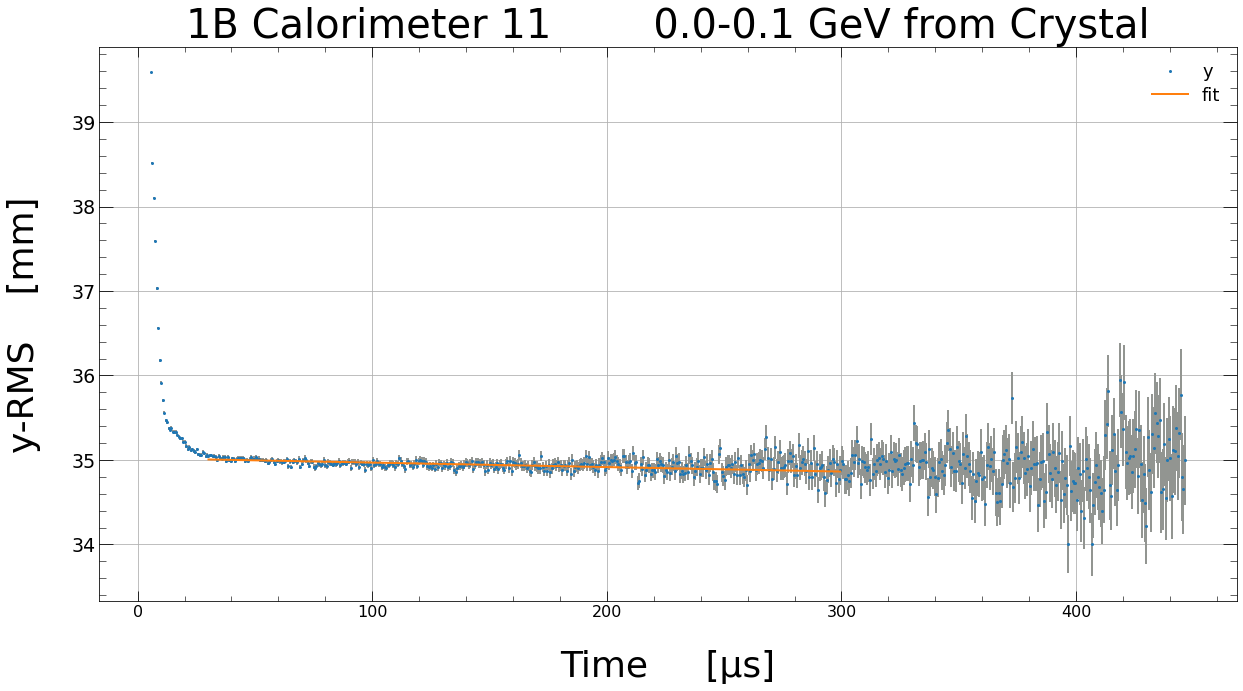 1B Calorimeter 11 0.0-0.1 GeV from Crystal
y
fit
39
38
37
36
35
34
y-RMS [mm]
0 100 200 300 400
Time [µs]